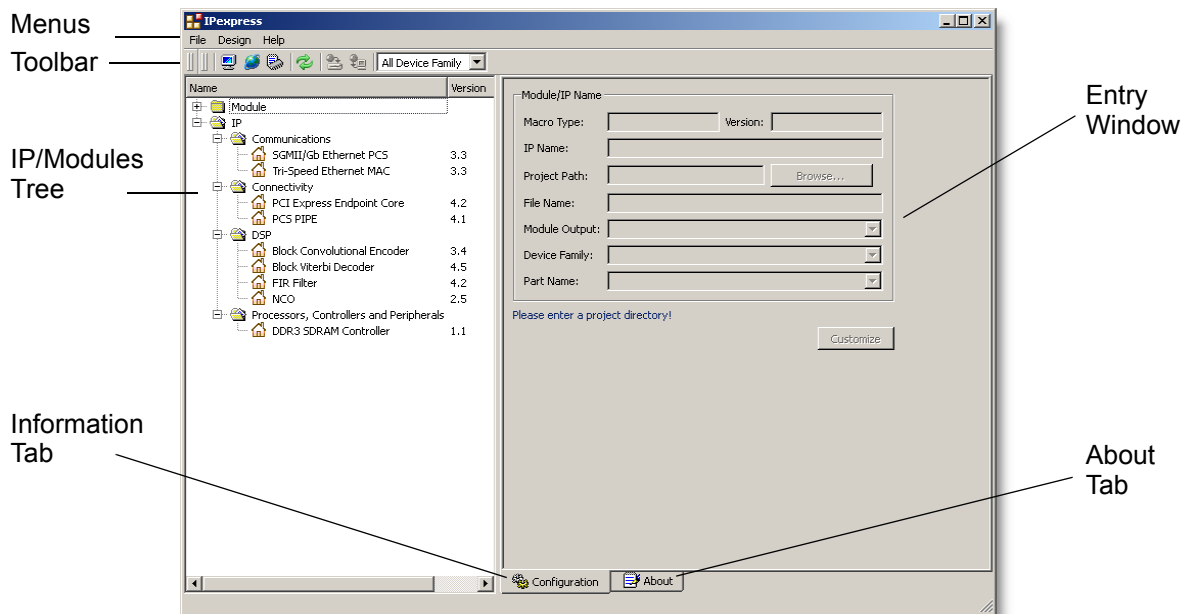 Menus
Toolbar
IP/Modules
Tree
Information
Tab
Entry
Window
About
Tab
IPexpress
File Design Help
All Device Family
Name Version
Module
IP
Communications
SGMII/Gb Ethernet PCS 3.3
Tri-Speed Ethernet MAC 3.3
Connectivity
PCI Express Endpoint Core 4.2
PCS PIPE 4.1
DSP
Block Convolutional Encoder 3.4
Block Viterbi Decoder 4.5
FIR Filter 4.2
NCO 2.5
Processors, Controllers and Peripherals
DDR3 SDRAM Controller 1.1
Module/IP Name
Macro Type: Version:
IP Name:
Project Path: Browse...
File Name:
Module Output:
Device Family:
Part Name:
Please enter a project directory!
Customize
Configuration About